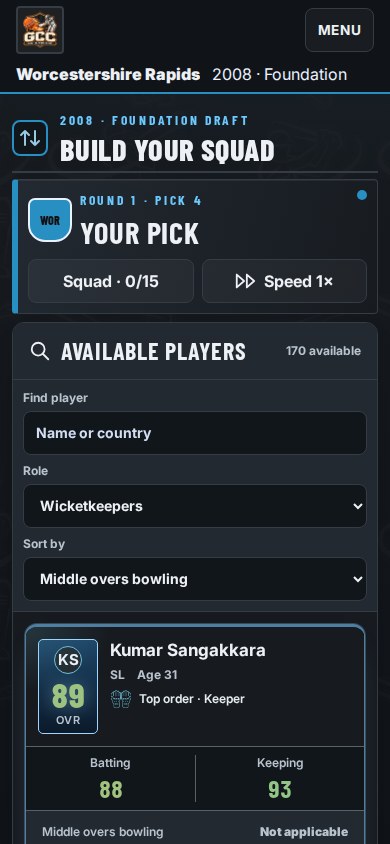 GCC
MENU
Worcestershire Rapids 2008 · Foundation
2008 · FOUNDATION DRAFT
BUILD YOUR SQUAD
ROUND 1 · PICK 4
WOR
YOUR PICK
Squad · 0/15
Speed 1×
AVAILABLE PLAYERS
170 available
Find player
Name or country
Role
Wicketkeepers
Sort by
Middle overs bowling
KS
89
OVR
Kumar Sangakkara
SL Age 31
Top order · Keeper
Batting
88
Keeping
93
Middle overs bowling
Not applicable